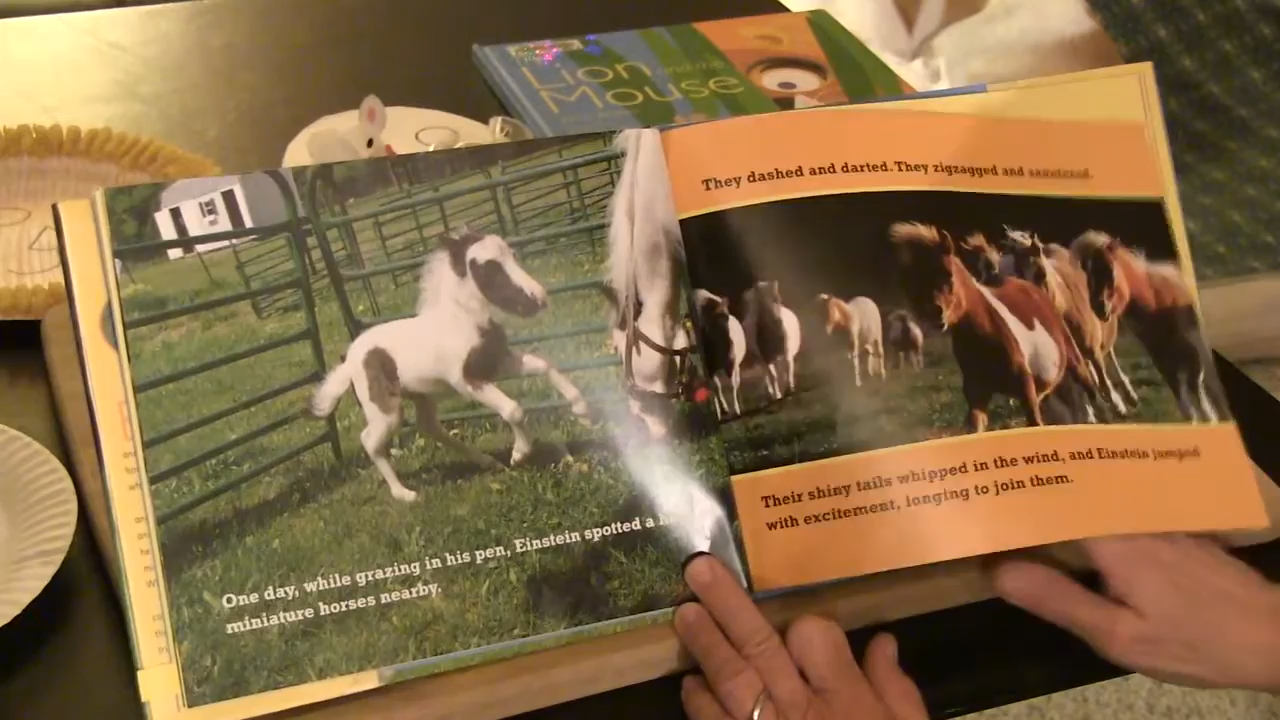 Lion and the
Mouse
They dashed and darted. They zigzagged and sauntered.
One day, while grazing in his pen, Einstein spotted a
miniature horses nearby.
Their shiny tails whipped in the wind, and Einstein jumped
with excitement, longing to join them.